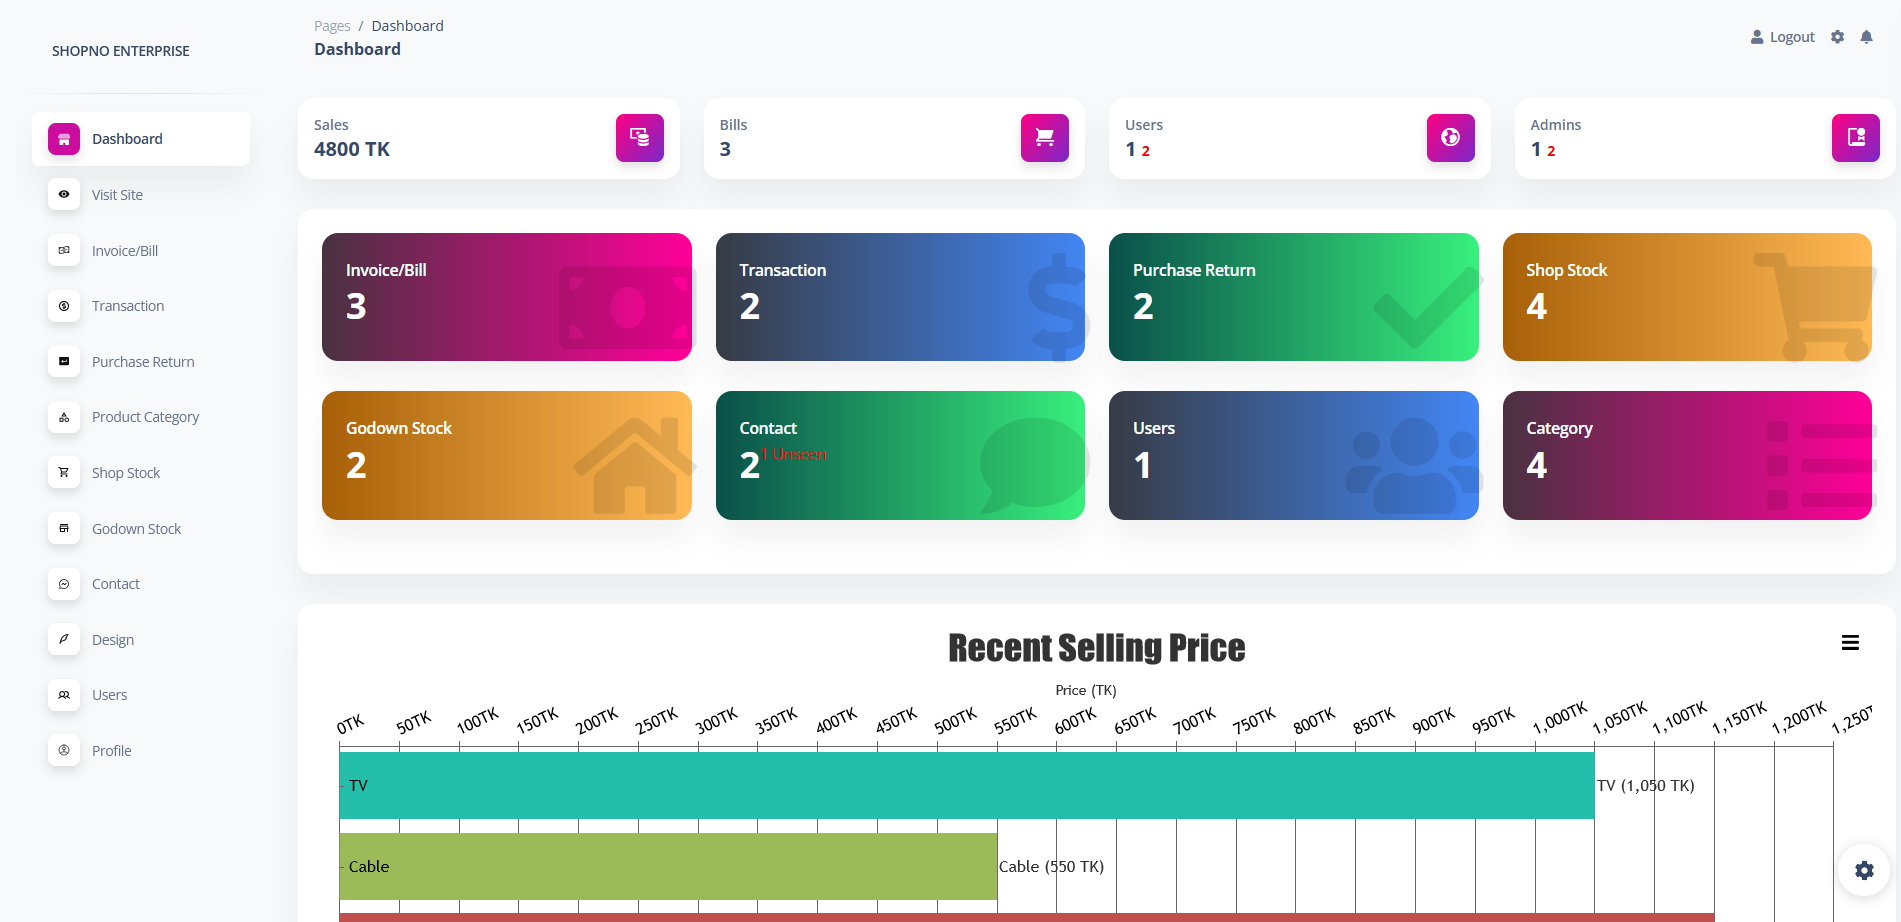 SHOPNO ENTERPRISE
Dashboard
Visit Site
Invoice/Bill
Transaction
Purchase Return
Product Category
Shop Stock
Godown Stock
Contact
Design
Users
Profile
Pages / Dashboard
Dashboard
Logout
Sales
4800 TK
Bills
3
Users
1 2
Admins
1 2
Invoice/Bill
3
Transaction
2
Purchase Return
2
Shop Stock
4
Godown Stock
2
Contact
2 1 Unseen
Users
1
Category
4
Recent Selling Price
Price (TK)
0TK 50TK 100TK 150TK 200TK 250TK 300TK 350TK 400TK 450TK 500TK 550TK 600TK 650TK 700TK 750TK 800TK 850TK 900TK 950TK 1,000TK 1,050TK 1,100TK 1,150TK 1,200TK 1,250T
TV TV (1,050 TK)
Cable Cable (550 TK)